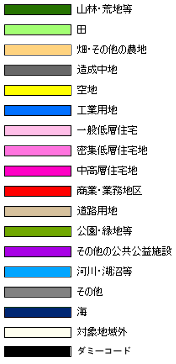 山林・荒地等
田
畑・その他の農地
造成中地
空地
工業用地
一般低層住宅
密集低層住宅地
中高層住宅地
商業・業務地区
道路用地
公園・緑地等
その他の公共公益施設
河川・湖沼等
その他
海
対象地域外
ダミーコード